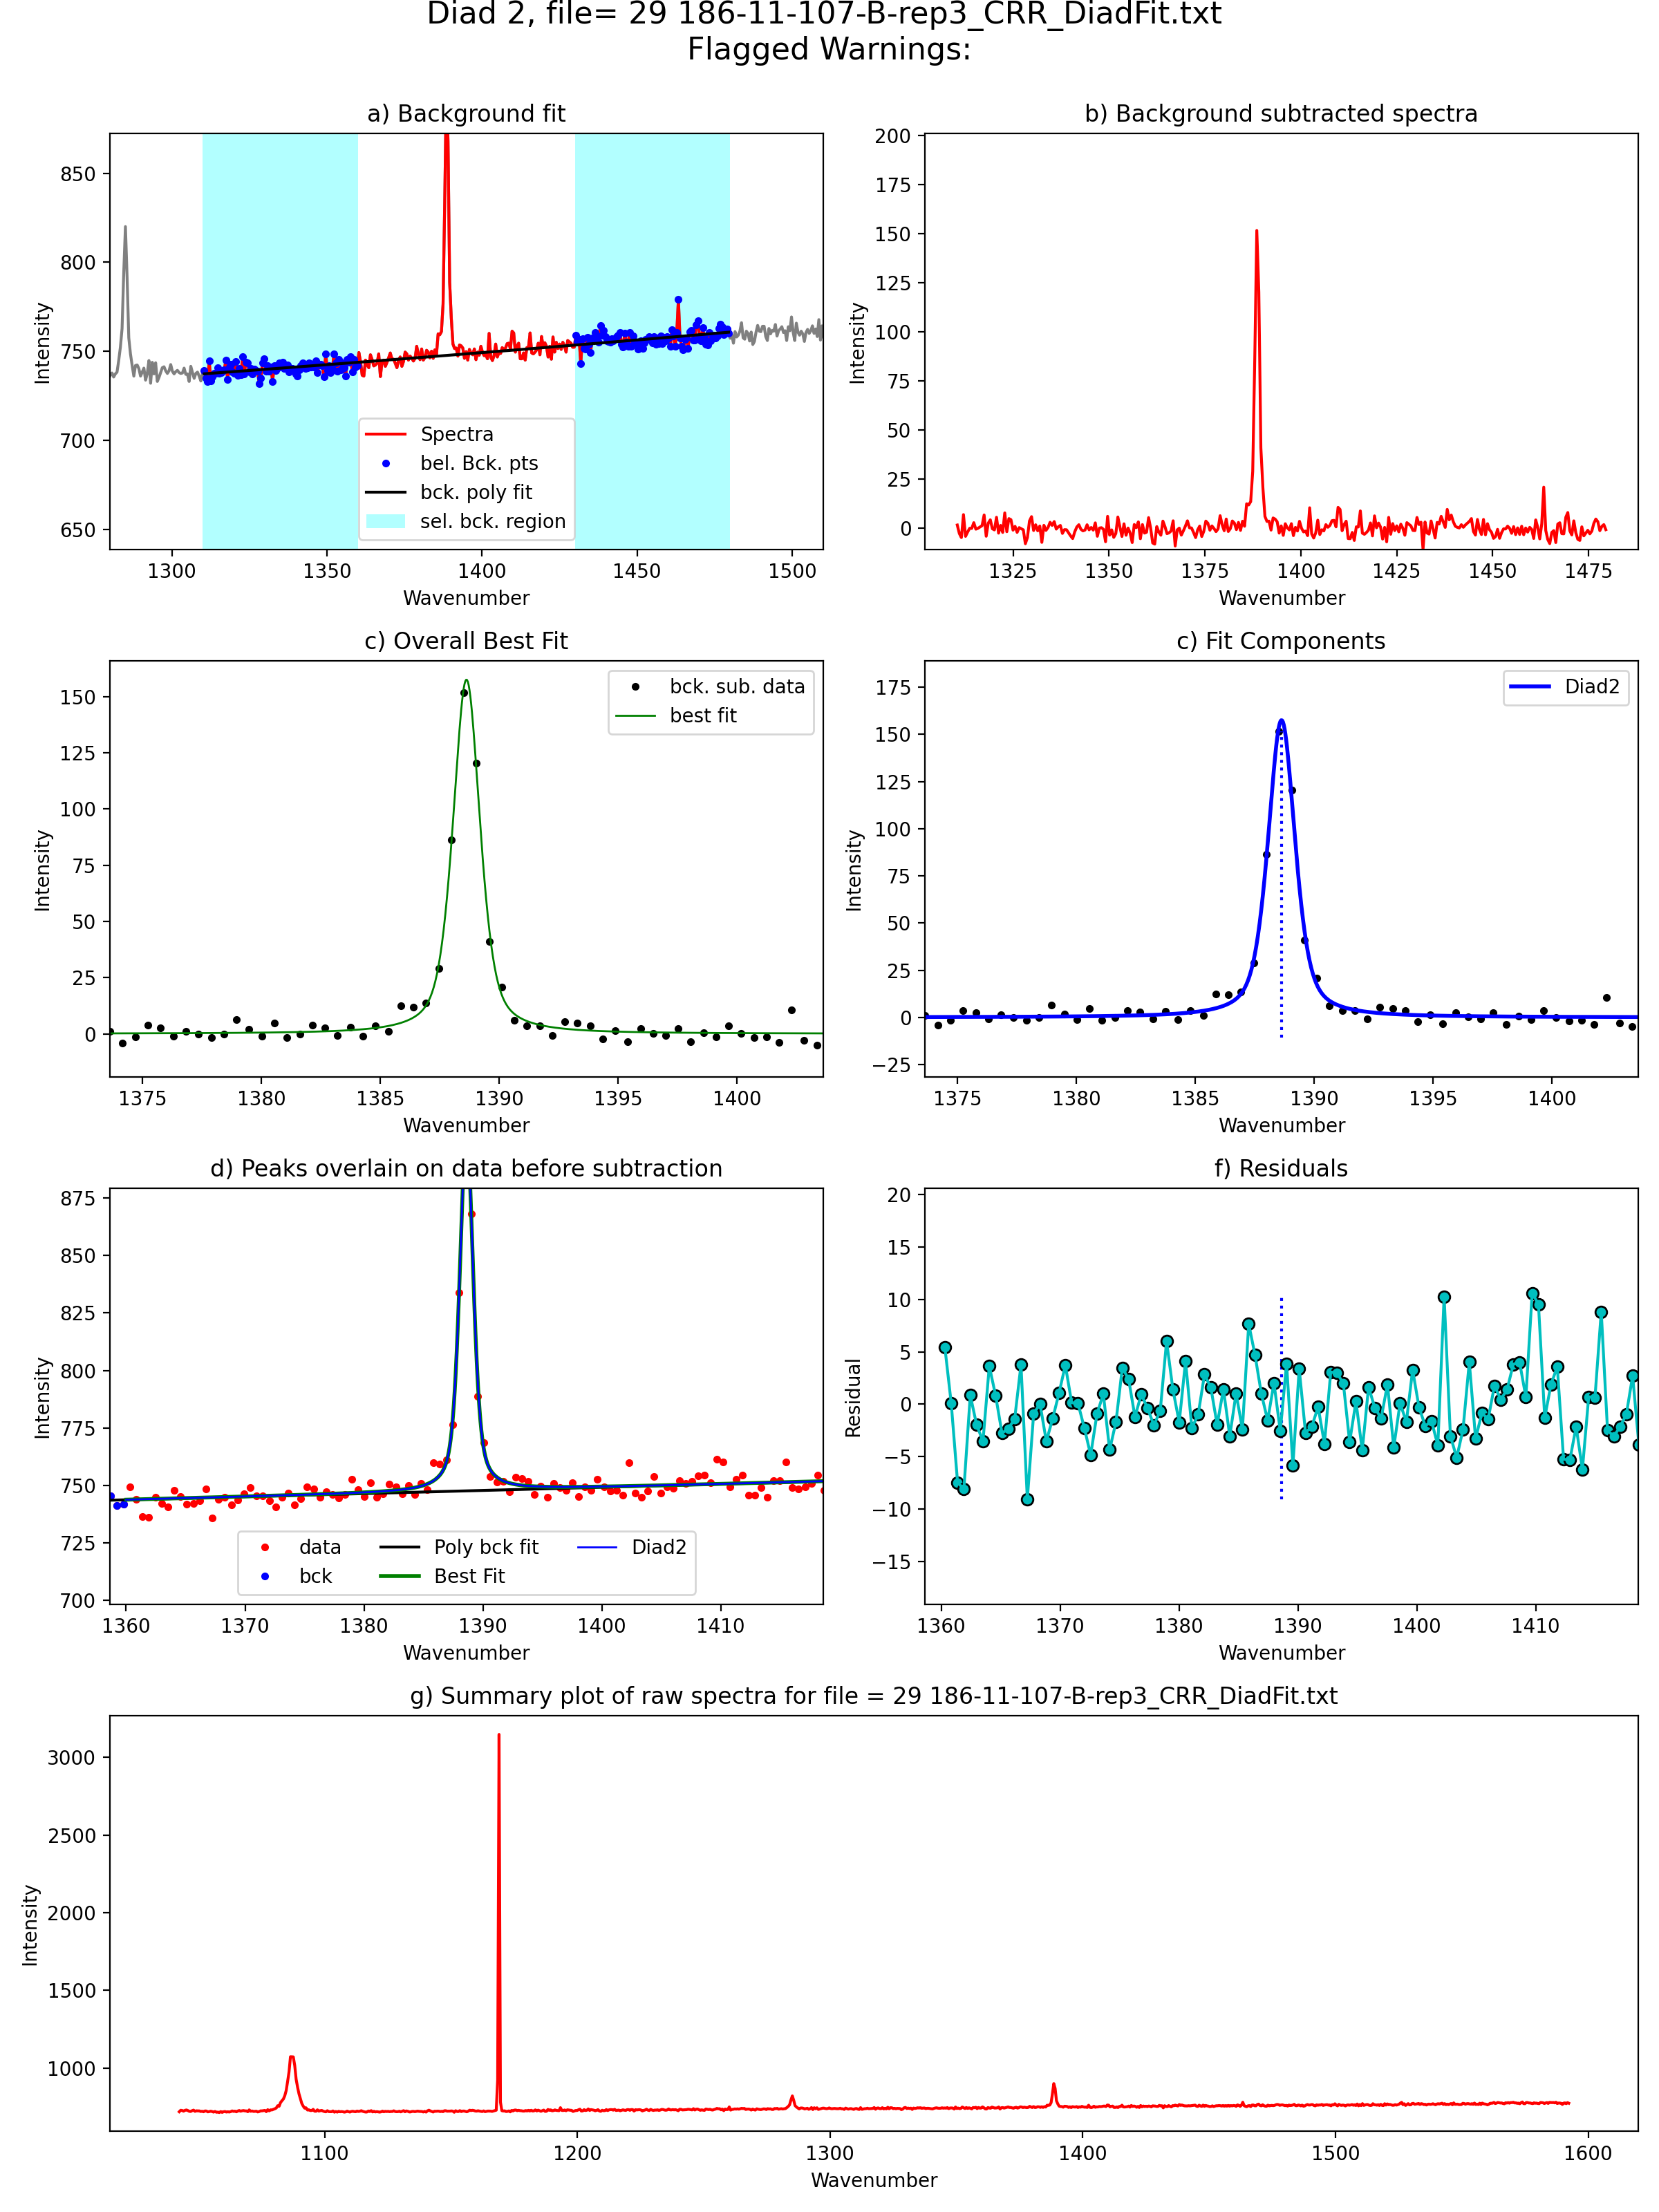 Diad 2, file= 29 186-11-107-B-rep3_CRR_DiadFit.txt
Flagged Warnings:
a) Background fit
850
800
750
700
650
Intensity
Spectra
bel. Bck. pts
bck. poly fit
sel. bck. region
1300 1350 1400 1450 1500
Wavenumber
b) Background subtracted spectra
200
175
150
125
100
75
50
25
0
Intensity
1325 1350 1375 1400 1425 1450 1475
Wavenumber
c) Overall Best Fit
150
125
100
75
50
25
0
Intensity
bck. sub. data
best fit
1375 1380 1385 1390 1395 1400
Wavenumber
c) Fit Components
175
150
125
100
75
50
25
0
−25
Intensity
Diad2
1375 1380 1385 1390 1395 1400
Wavenumber
d) Peaks overlain on data before subtraction
875
850
825
800
775
750
725
700
Intensity
data Poly bck fit Diad2
bck Best Fit
1360 1370 1380 1390 1400 1410
Wavenumber
f) Residuals
20
15
10
5
0
−5
−10
−15
Residual
1360 1370 1380 1390 1400 1410
Wavenumber
g) Summary plot of raw spectra for file = 29 186-11-107-B-rep3_CRR_DiadFit.txt
3000
2500
2000
1500
1000
Intensity
1100 1200 1300 1400 1500 1600
Wavenumber